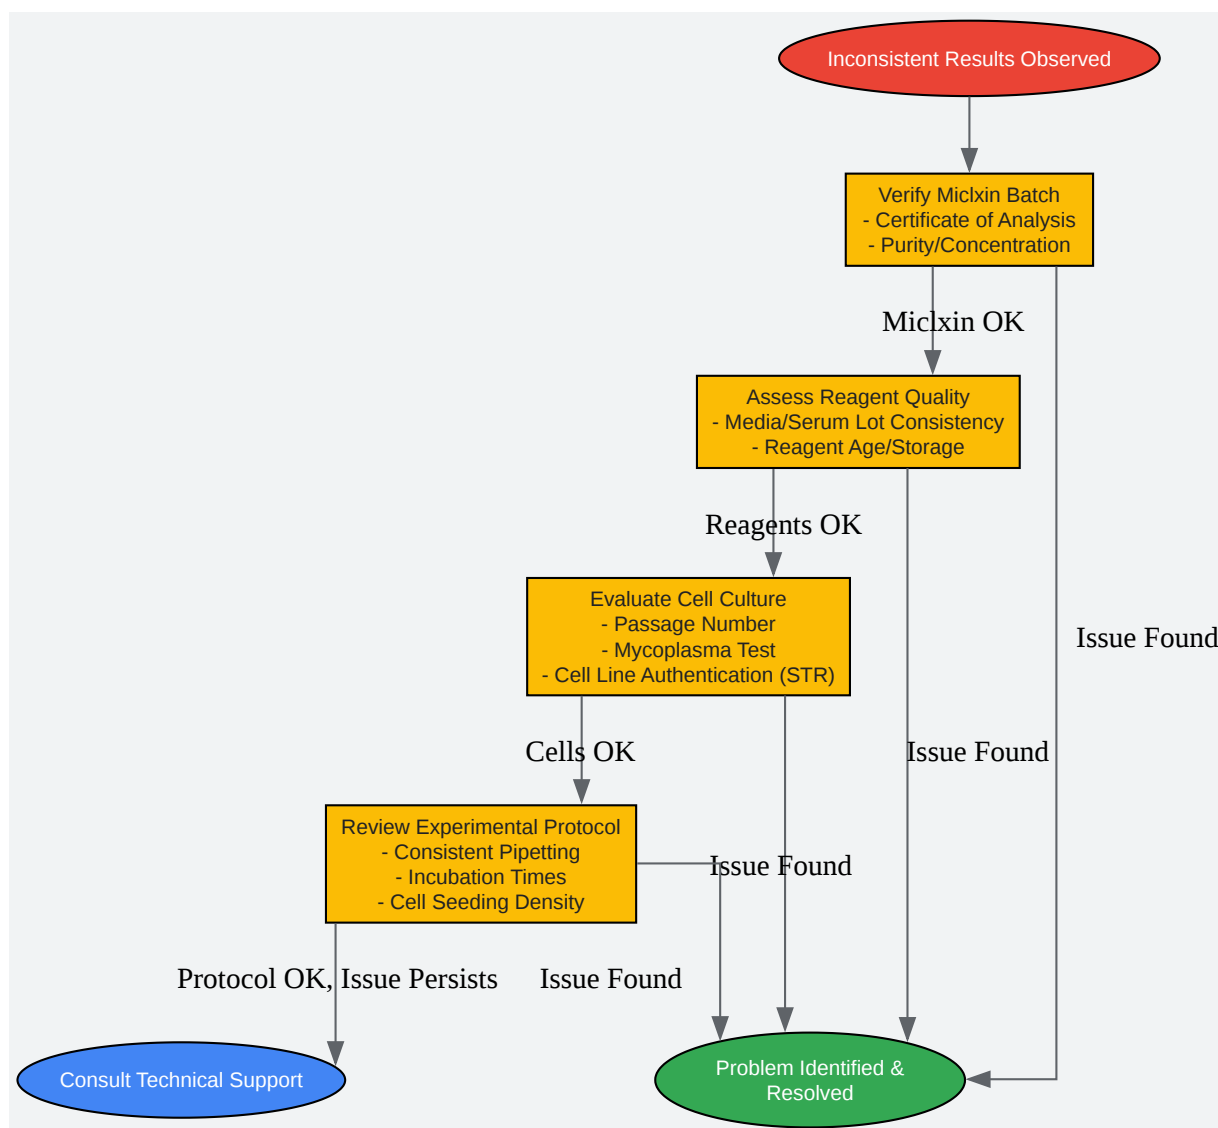 Inconsistent Results Observed
Verify Miclxin Batch
- Certificate of Analysis
- Purity/Concentration
Miclxin OK
Assess Reagent Quality
- Media/Serum Lot Consistency
- Reagent Age/Storage
Reagents OK
Evaluate Cell Culture
- Passage Number
- Mycoplasma Test
- Cell Line Authentication (STR)
Issue Found
Cells OK
Issue Found
Review Experimental Protocol
- Consistent Pipetting
- Incubation Times
- Cell Seeding Density
Issue Found
Protocol OK, Issue Persists
Issue Found
Consult Technical Support
Problem Identified &
Resolved